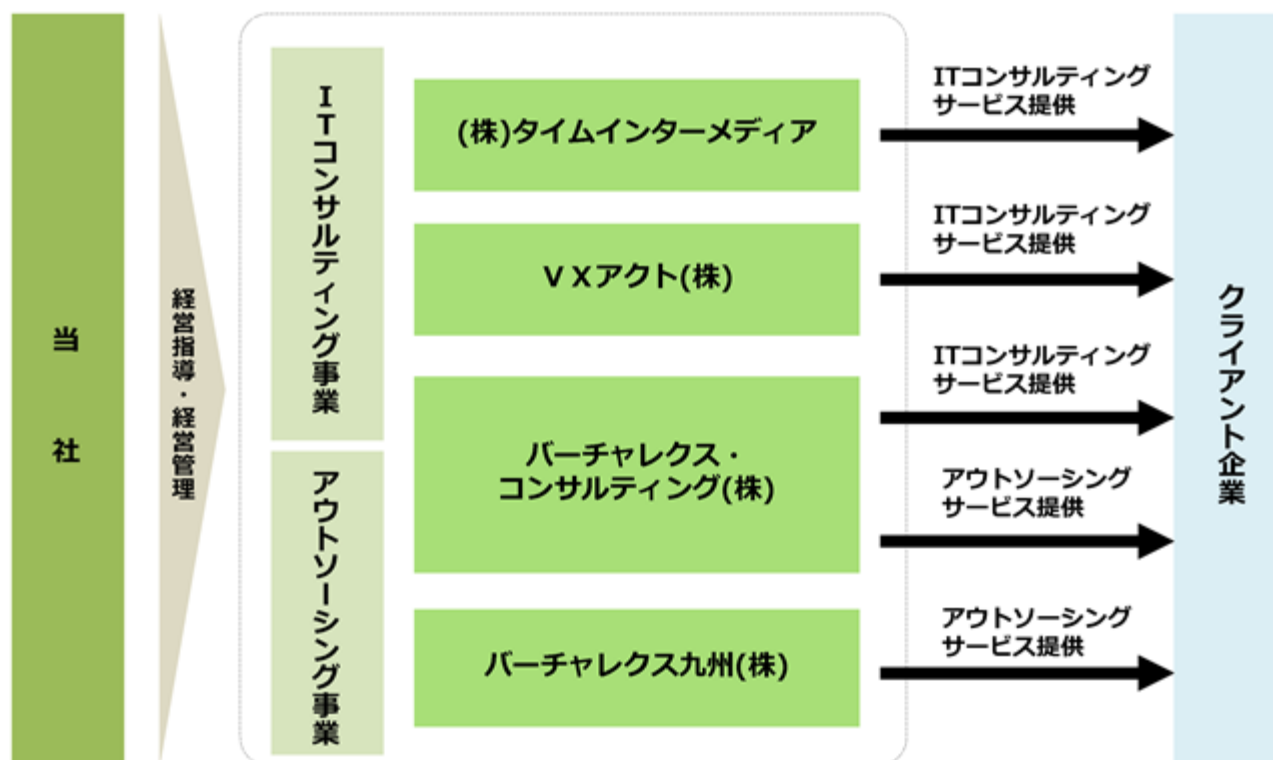 当社
経営指導・経営管理
ITコンサルティング事業
アウトソーシング事業
(株)タイムインターメディア
ＶＸアクト(株)
バーチャレクス・
コンサルティング(株)
バーチャレクス九州(株)
ITコンサルティング
サービス提供
ITコンサルティング
サービス提供
ITコンサルティング
サービス提供
アウトソーシング
サービス提供
アウトソーシング
サービス提供
クライアント企業